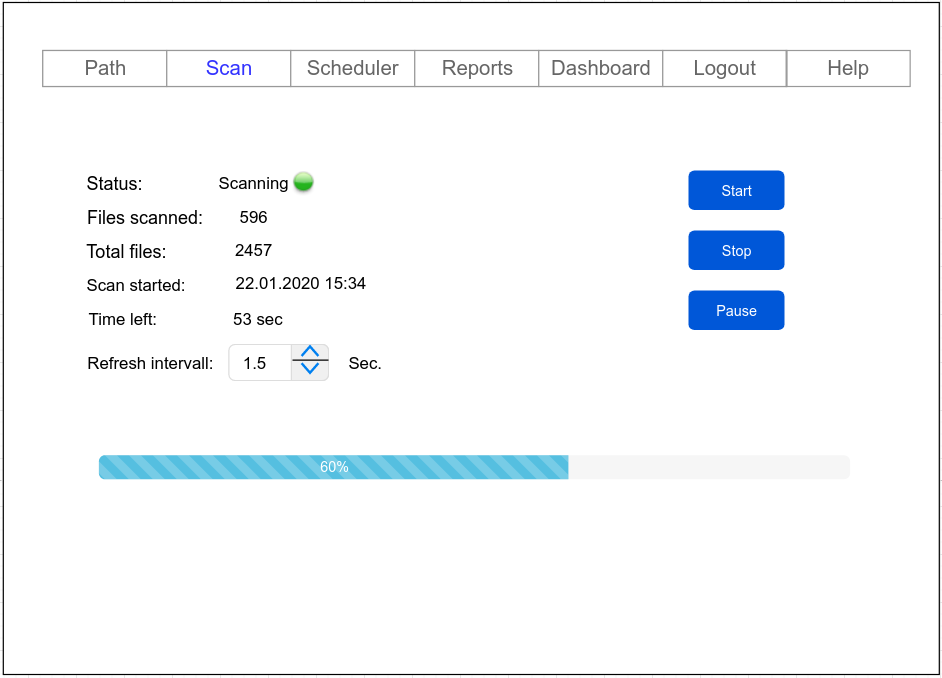 Path Scan Scheduler Reports Dashboard Logout Help
Status: Scanning
Start
Files scanned: 596
Total files: 2457
Stop
Scan started: 22.01.2020 15:34
Time left: 53 sec
Pause
Refresh intervall: 1.5 Sec.
60%